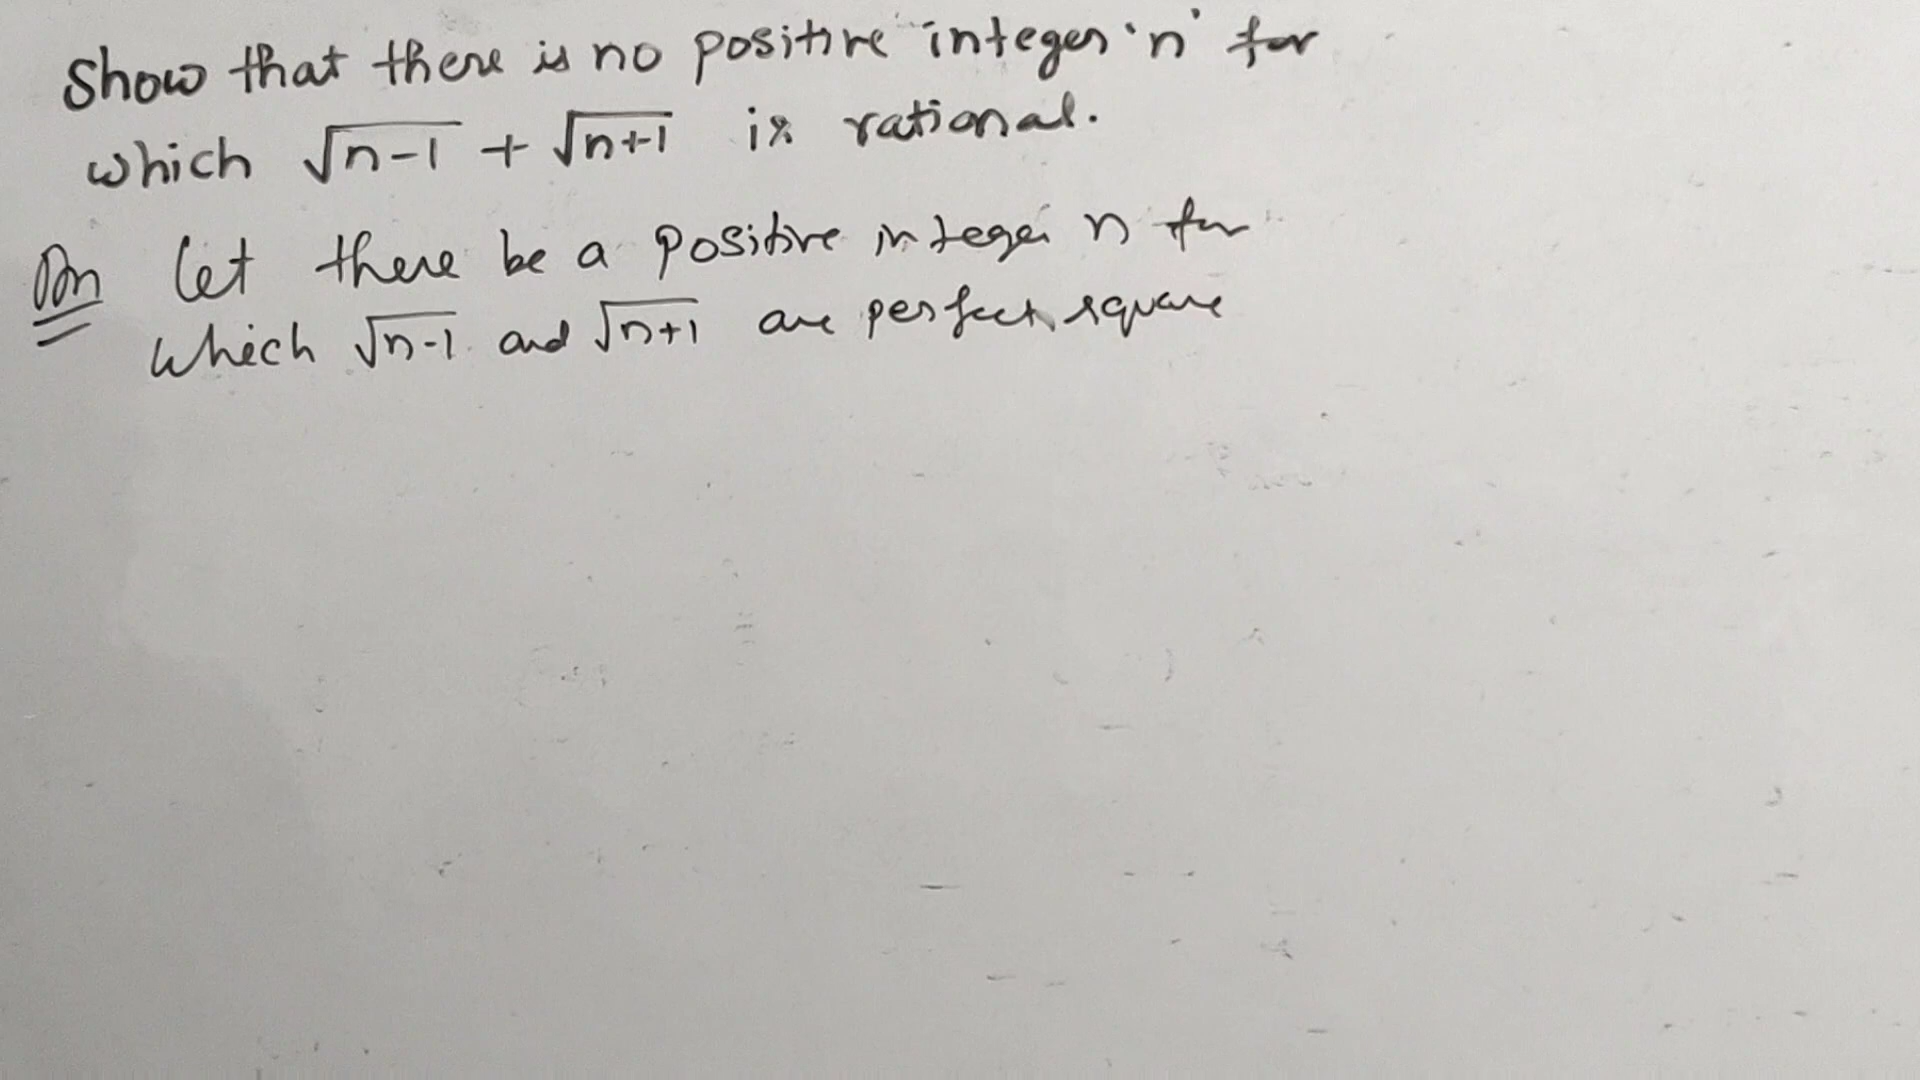 Show that there is no positive integer 'n' for
which √n-1 + √n+1 is rational.
Ans Let there be a positive integer n for
which √n-1 and √n+1 are perfect square